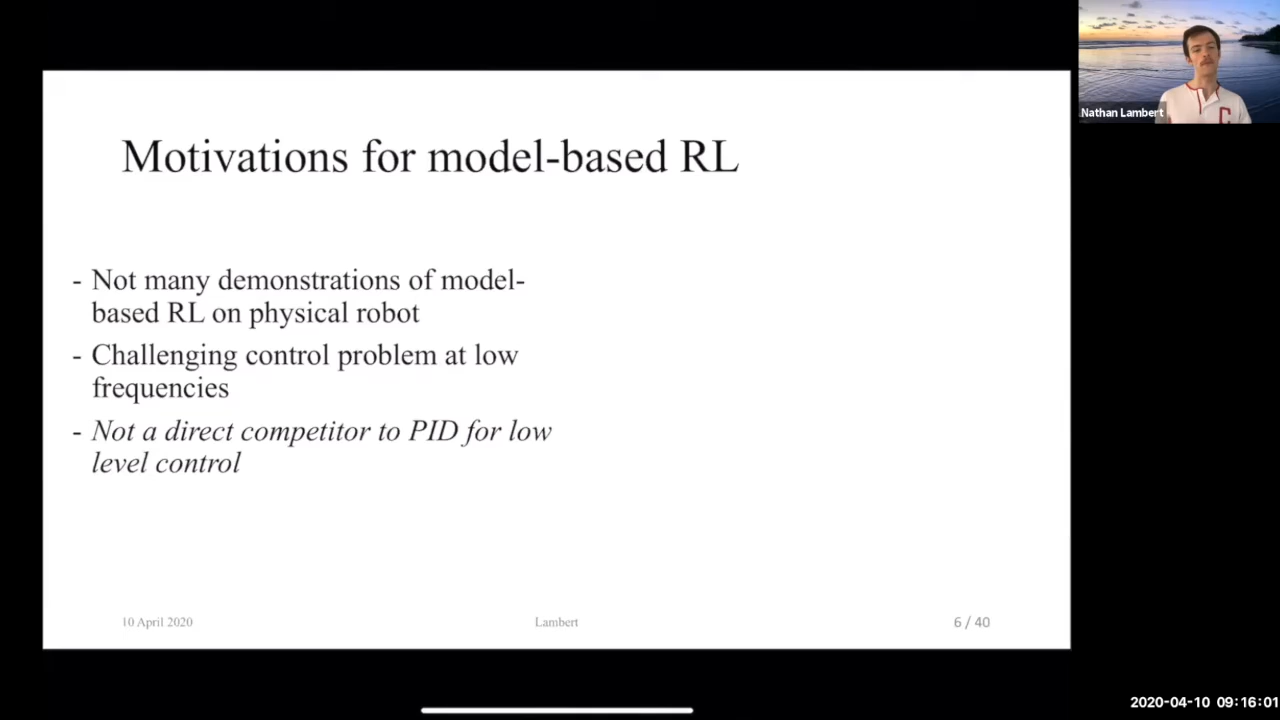 Nathan Lambert
Motivations for model-based RL
- Not many demonstrations of model-
based RL on physical robot
- Challenging control problem at low
frequencies
- Not a direct competitor to PID for low
level control
10 April 2020
Lambert
6 / 40
2020-04-10 09:16:01